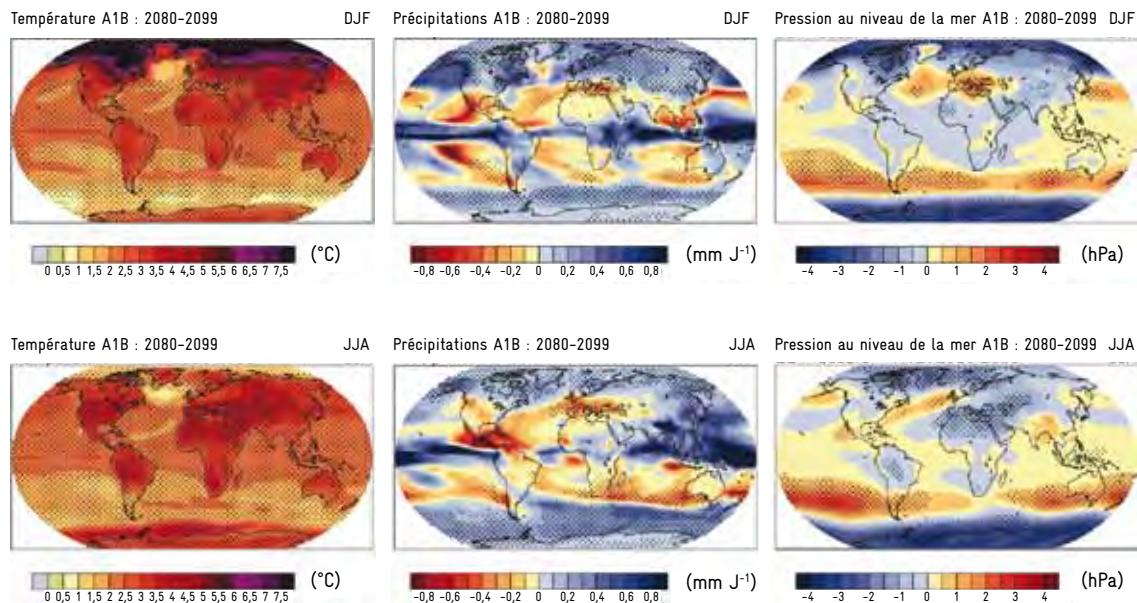 Température A1B : 2080-2099 DJF
Précipitations A1B : 2080-2099 DJF
Pression au niveau de la mer A1B : 2080-2099 DJF
0 0,5 1 1,5 2 2,5 3 3,5 4 4,5 5 5,5 6 6,5 7 7,5 (°C)
-0,8 -0,6 -0,4 -0,2 0 0,2 0,4 0,6 0,8 (mm J⁻¹)
-4 -3 -2 -1 0 1 2 3 4 (hPa)
Température A1B : 2080-2099 JJA
Précipitations A1B : 2080-2099 JJA
Pression au niveau de la mer A1B : 2080-2099 JJA
0 0,5 1 1,5 2 2,5 3 3,5 4 4,5 5 5,5 6 6,5 7 7,5 (°C)
-0,8 -0,6 -0,4 -0,2 0 0,2 0,4 0,6 0,8 (mm J⁻¹)
-4 -3 -2 -1 0 1 2 3 4 (hPa)